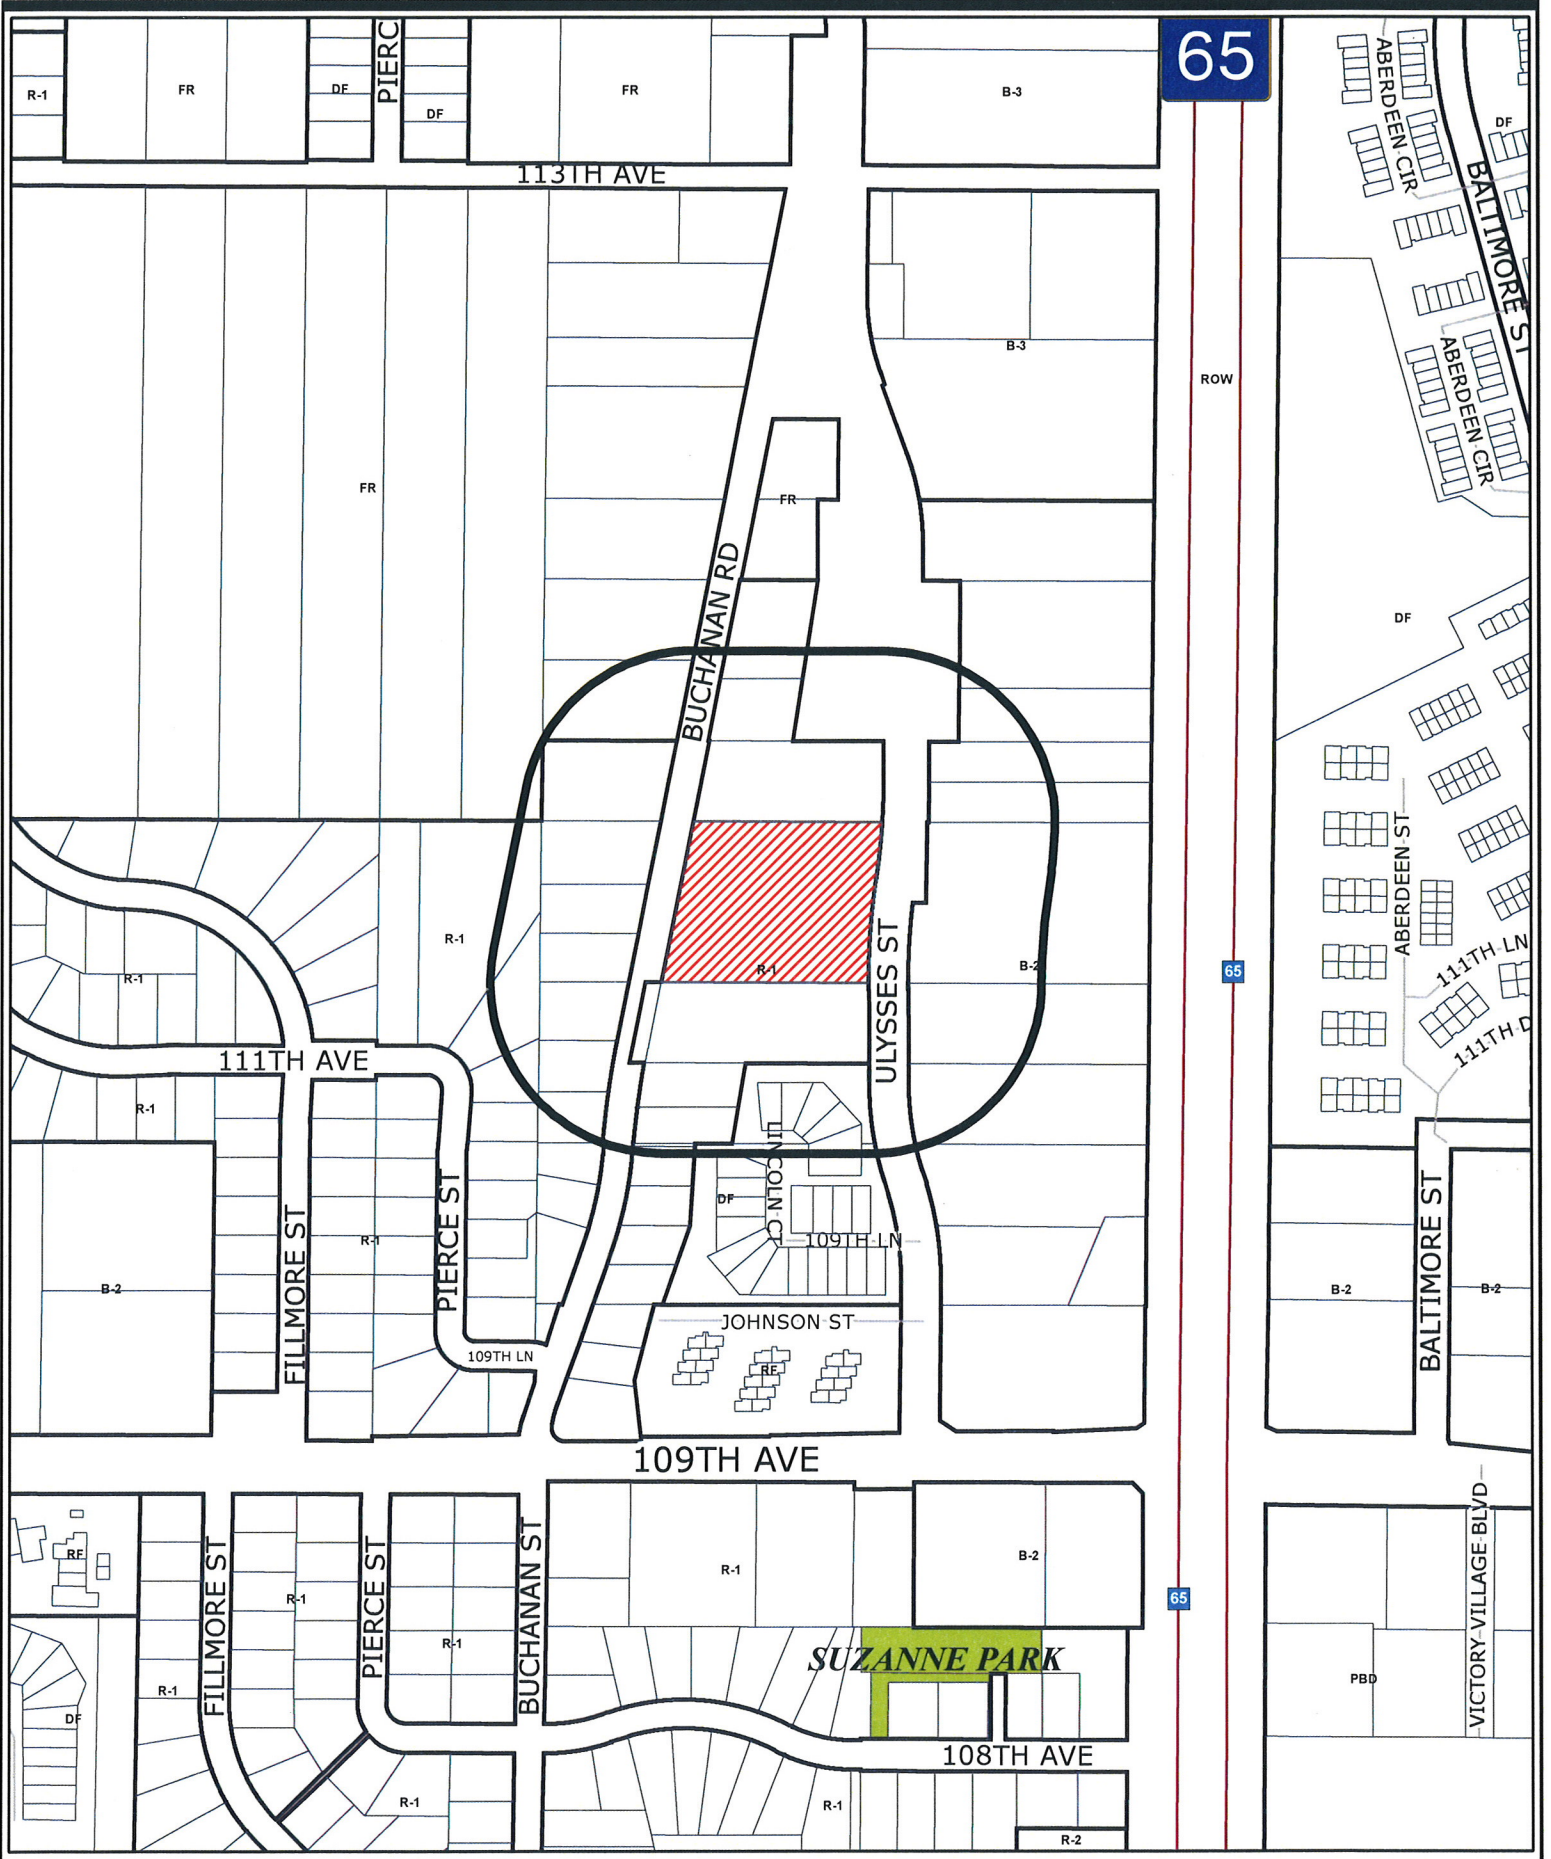 65
PIERC
R-1
FR
DF
DF
FR
B-3
ABERDEEN CIR
DF
BALTIMORE ST
113TH AVE
B-3
ROW
ABERDEEN CIR
FR
FR
BUCHANAN RD
DF
R-1
R-1
R-1
B-2
65
ULYSSES ST
ABERDEEN ST
111TH LN
111TH D
111TH AVE
R-1
LINCOLN CT
DF
109TH LN
B-2
FILLMORE ST
R-1
PIERCE ST
B-2
BALTIMORE ST
B-2
JOHNSON ST
109TH LN
RF
109TH AVE
RF
FILLMORE ST
R-1
PIERCE ST
R-1
BUCHANAN ST
R-1
B-2
65
VICTORY VILLAGE BLVD
SUZANNE PARK
PBD
R-1
DF
108TH AVE
R-1
R-1
R-2